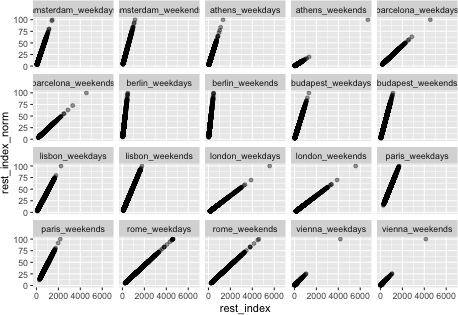 msterdam_weekdays
msterdam_weekends
athens_weekdays
athens_weekends
barcelona_weekdays
100
75
50
25
0
barcelona_weekends
berlin_weekdays
berlin_weekends
budapest_weekdays
budapest_weekends
100
75
50
25
0
lisbon_weekdays
lisbon_weekends
london_weekdays
london_weekends
paris_weekdays
100
75
50
25
0
paris_weekends
rome_weekdays
rome_weekends
vienna_weekdays
vienna_weekends
100
75
50
25
0
0 2000 4000 6000
0 2000 4000 6000
0 2000 4000 6000
0 2000 4000 6000
0 2000 4000 6000
rest_index
rest_index_norm